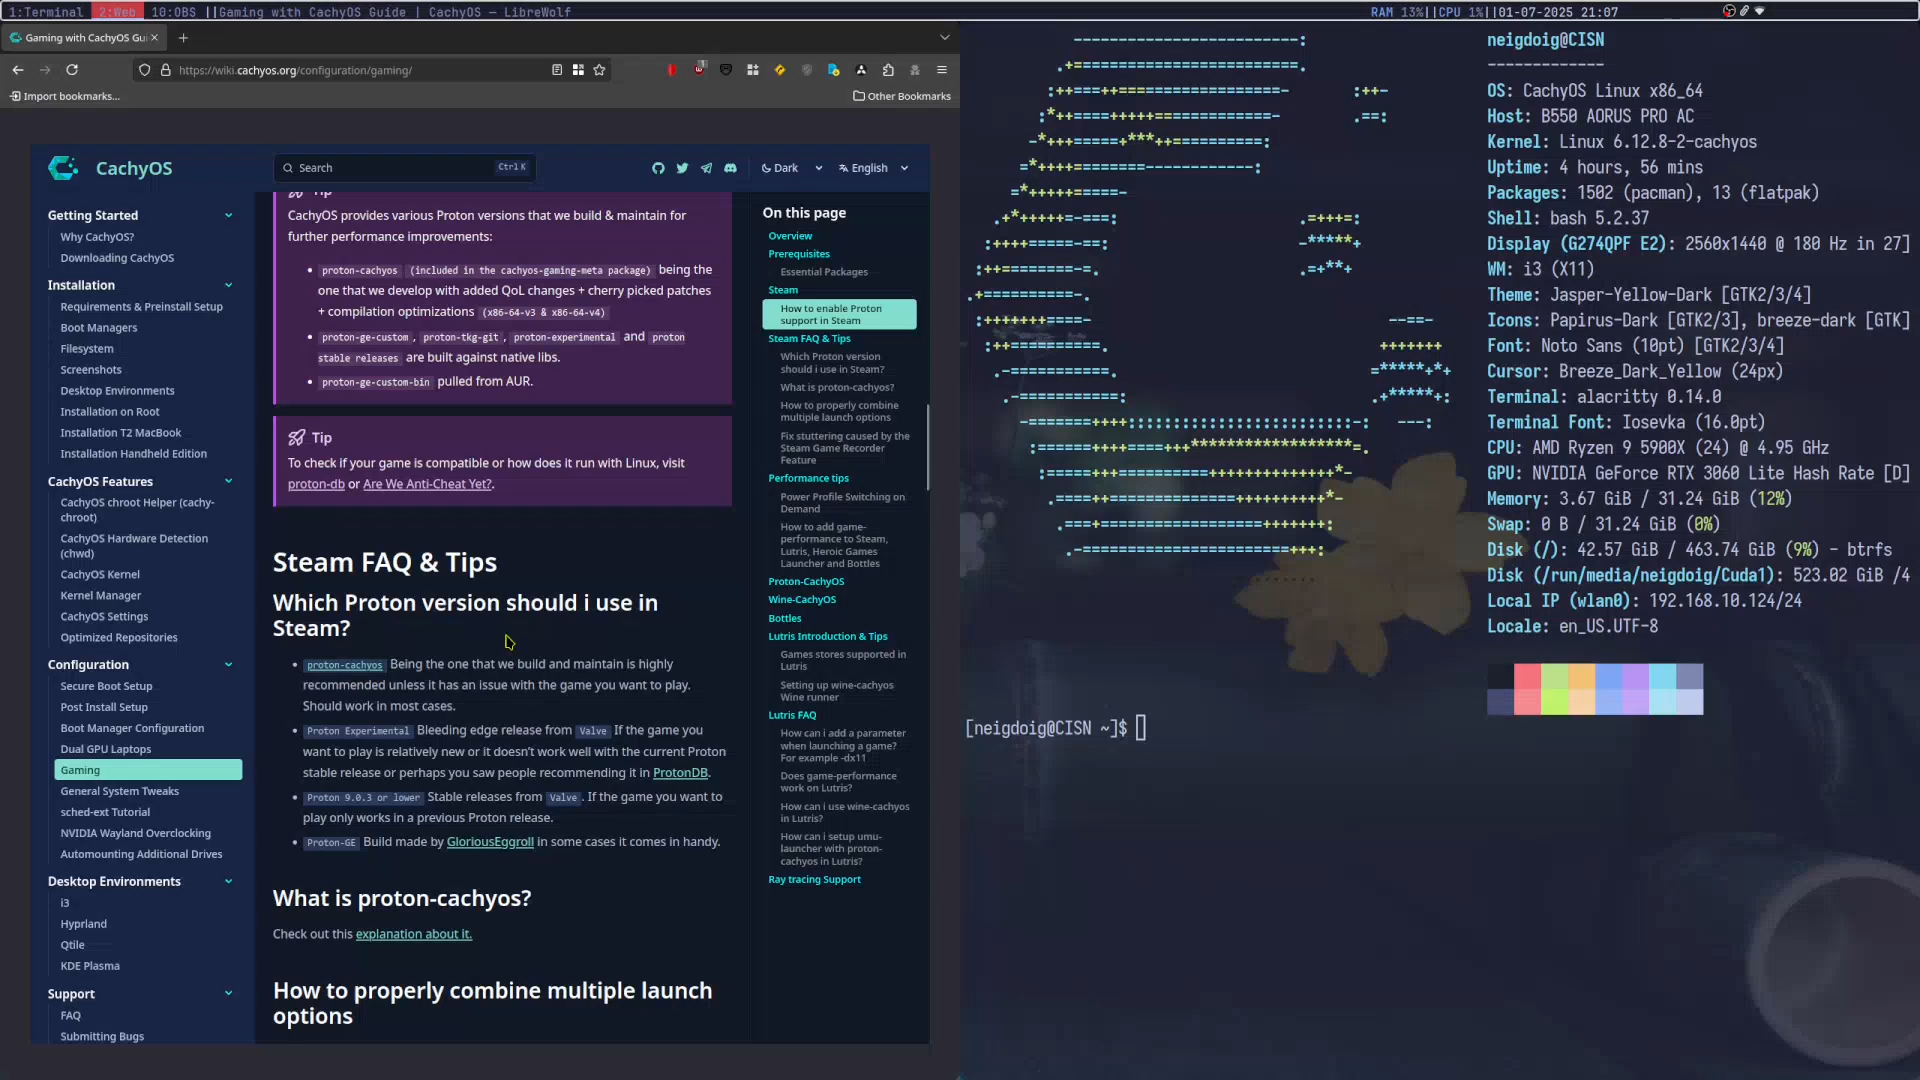 1:Terminal 2:Web 10:OBS ||Gaming with CachyOS Guide | CachyOS — LibreWolf
RAM 13%||CPU 1%||01-07-2025 21:07
Gaming with CachyOS Gui
https://wiki.cachyos.org/configuration/gaming/
Import bookmarks...
Other Bookmarks
CachyOS
Search
Ctrl K
Dark
English
Getting Started
Why CachyOS?
Downloading CachyOS
Installation
Requirements & Preinstall Setup
Boot Managers
Filesystem
Screenshots
Desktop Environments
Installation on Root
Installation T2 MacBook
Installation Handheld Edition
CachyOS Features
CachyOS chroot Helper (cachy-
chroot)
CachyOS Hardware Detection
(chwd)
CachyOS Kernel
Kernel Manager
CachyOS Settings
Optimized Repositories
Configuration
Secure Boot Setup
Post Install Setup
Boot Manager Configuration
Dual GPU Laptops
Gaming
General System Tweaks
sched-ext Tutorial
NVIDIA Wayland Overclocking
Automounting Additional Drives
Desktop Environments
i3
Hyprland
Qtile
KDE Plasma
Support
FAQ
Submitting Bugs
Tip
CachyOS provides various Proton versions that we build & maintain for
further performance improvements:
proton-cachyos (included in the cachyos-gaming-meta package) being the
one that we develop with added QoL changes + cherry picked patches
+ compilation optimizations (x86-64-v3 & x86-64-v4)
proton-ge-custom, proton-tkg-git, proton-experimental and proton
stable releases are built against native libs.
proton-ge-custom-bin pulled from AUR.
Tip
To check if your game is compatible or how does it run with Linux, visit
proton-db or Are We Anti-Cheat Yet?.
Steam FAQ & Tips
Which Proton version should i use in
Steam?
proton-cachyos Being the one that we build and maintain is highly
recommended unless it has an issue with the game you want to play.
Should work in most cases.
Proton Experimental Bleeding edge release from Valve If the game you
want to play is relatively new or it doesn't work well with the current Proton
stable release or perhaps you saw people recommending it in ProtonDB.
Proton 9.0.3 or lower Stable releases from Valve. If the game you want to
play only works in a previous Proton release.
Proton-GE Build made by GloriousEggroll in some cases it comes in handy.
What is proton-cachyos?
Check out this explanation about it.
How to properly combine multiple launch
options
On this page
Overview
Prerequisites
Essential Packages
Steam
How to enable Proton
support in Steam
Steam FAQ & Tips
Which Proton version
should i use in Steam?
What is proton-cachyos?
How to properly combine
multiple launch options
Fix stuttering caused by the
Steam Game Recorder
Feature
Performance tips
Power Profile Switching on
Demand
How to add game-
performance to Steam,
Lutris, Heroic Games
Launcher and Bottles
Proton-CachyOS
Wine-CachyOS
Bottles
Lutris Introduction & Tips
Games stores supported in
Lutris
Setting up wine-cachyos
Wine runner
Lutris FAQ
How can i add a parameter
when launching a game?
For example -dx11
Does game-performance
work on Lutris?
How can i use wine-cachyos
in Lutris?
How can i setup umu-
launcher with proton-
cachyos in Lutris?
Ray tracing Support
neigdoig@CISN
-------------
OS: CachyOS Linux x86_64
Host: B550 AORUS PRO AC
Kernel: Linux 6.12.8-2-cachyos
Uptime: 4 hours, 56 mins
Packages: 1502 (pacman), 13 (flatpak)
Shell: bash 5.2.37
Display (G274QPF E2): 2560x1440 @ 180 Hz in 27]
WM: i3 (X11)
Theme: Jasper-Yellow-Dark [GTK2/3/4]
Icons: Papirus-Dark [GTK2/3], breeze-dark [GTK]
Font: Noto Sans (10pt) [GTK2/3/4]
Cursor: Breeze_Dark_Yellow (24px)
Terminal: alacritty 0.14.0
Terminal Font: Iosevka (16.0pt)
CPU: AMD Ryzen 9 5900X (24) @ 4.95 GHz
GPU: NVIDIA GeForce RTX 3060 Lite Hash Rate [D]
Memory: 3.67 GiB / 31.24 GiB (12%)
Swap: 0 B / 31.24 GiB (0%)
Disk (/): 42.57 GiB / 463.74 GiB (9%) - btrfs
Disk (/run/media/neigdoig/Cuda1): 523.02 GiB /4
Local IP (wlan0): 192.168.10.124/24
Locale: en_US.UTF-8
[neigdoig@CISN ~]$